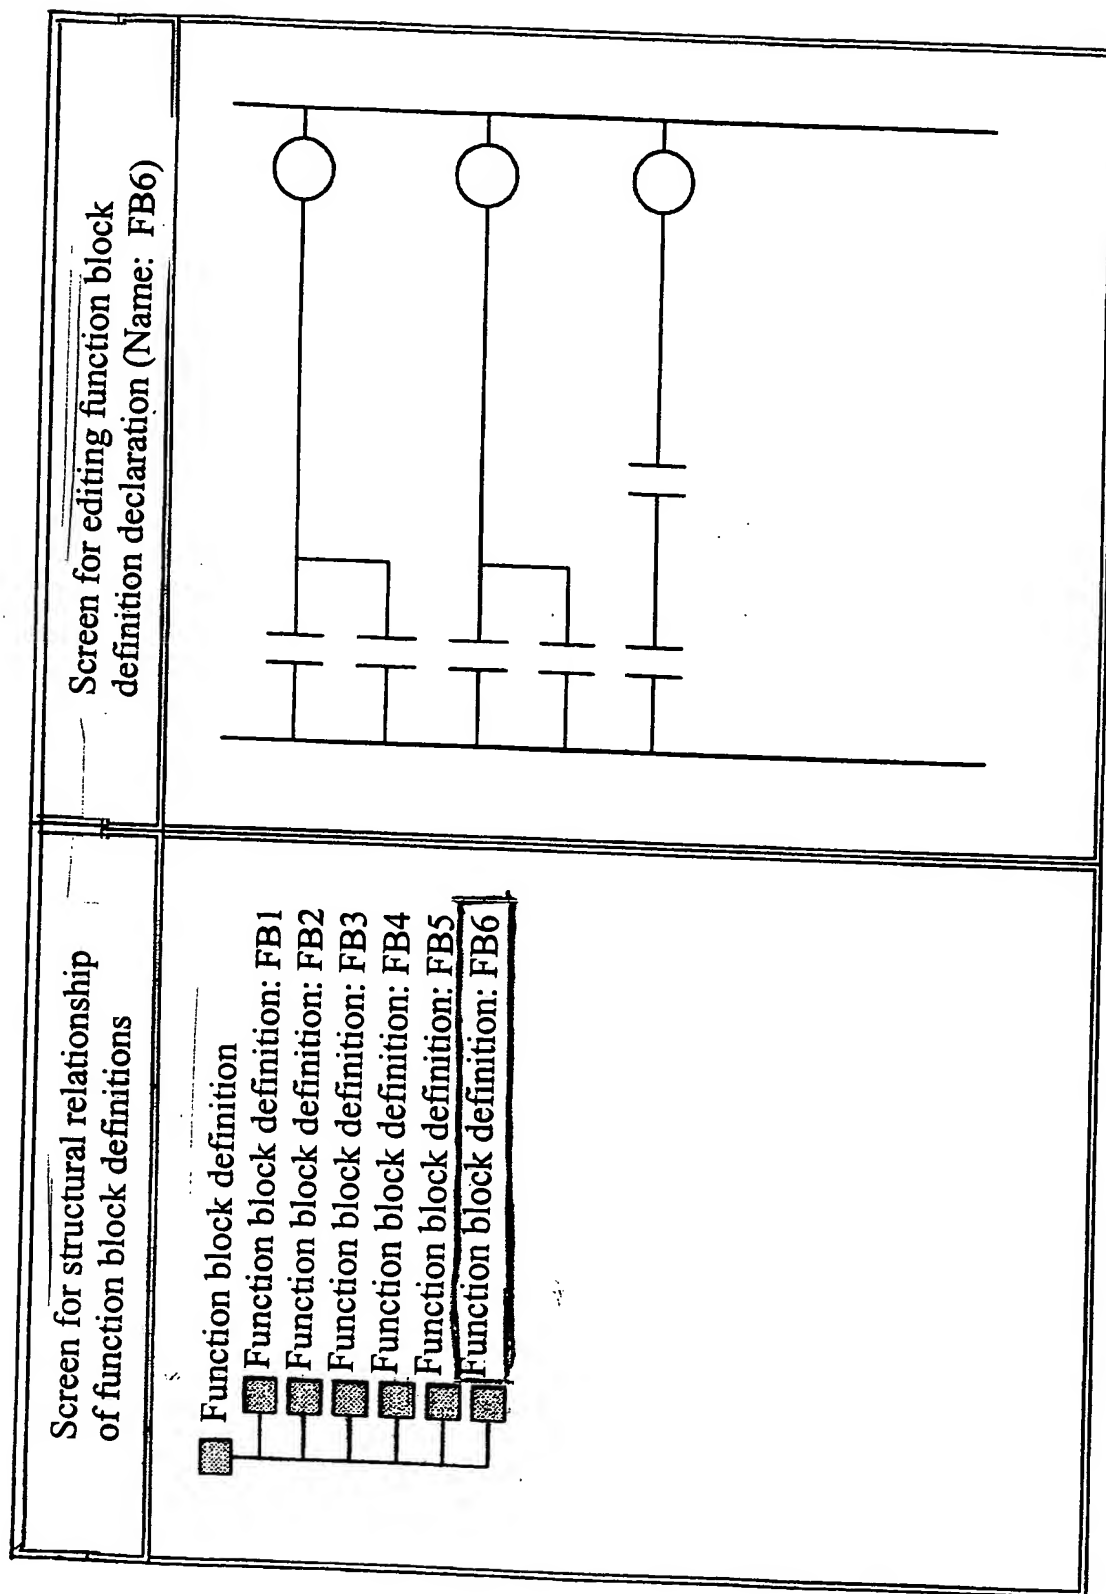 Screen for structural relationship
of function block definitions
Function block definition
Function block definition: FB1
Function block definition: FB2
Function block definition: FB3
Function block definition: FB4
Function block definition: FB5
Function block definition: FB6
Screen for editing function block
definition declaration (Name: FB6)